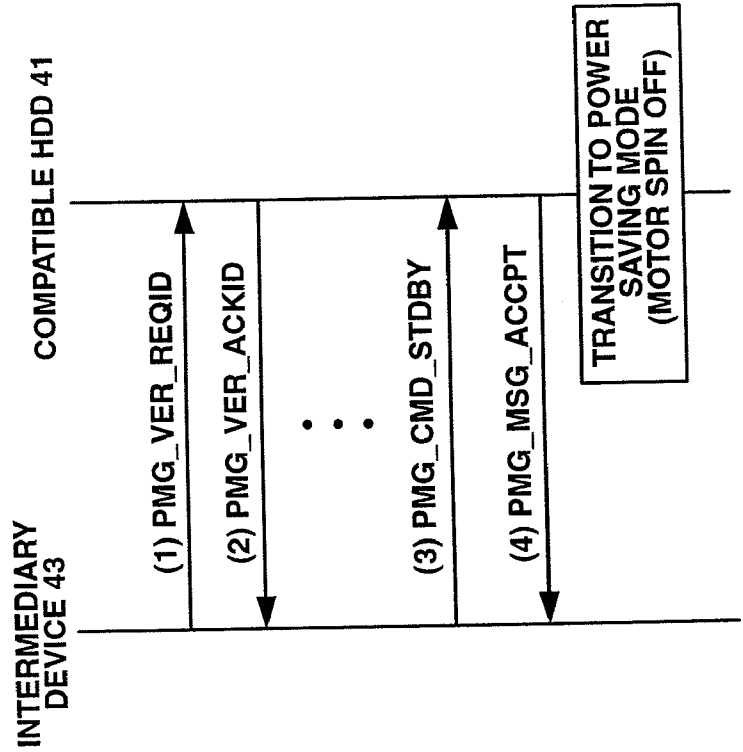 INTERMEDIARY
DEVICE 43
COMPATIBLE HDD 41
(1) PMG_VER_REQID
(2) PMG_VER_ACKID
(3) PMG_CMD_STDBY
(4) PMG_MSG_ACCPT
TRANSITION TO POWER
SAVING MODE
(MOTOR SPIN OFF)